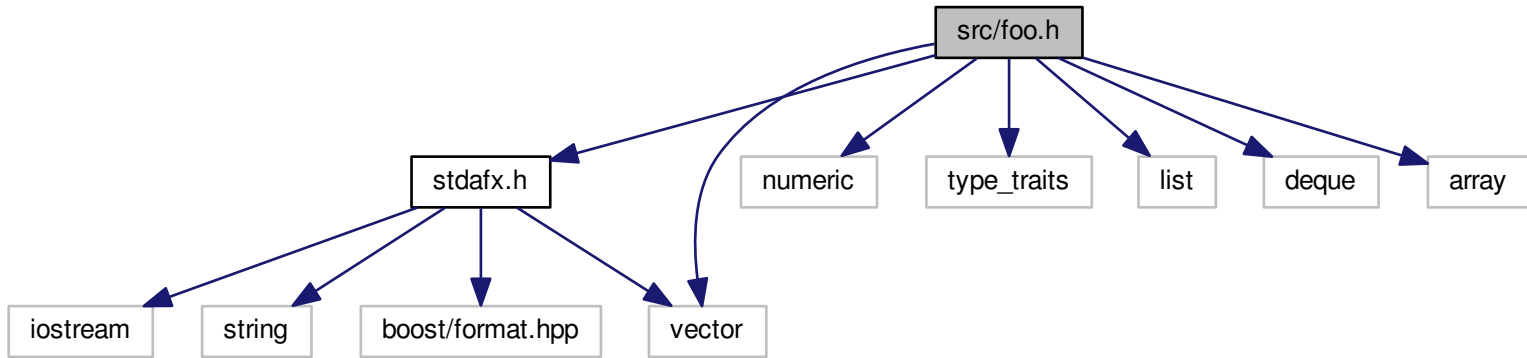 src/foo.h
stdafx.h
numeric
type_traits
list
deque
array
iostream
string
boost/format.hpp
vector